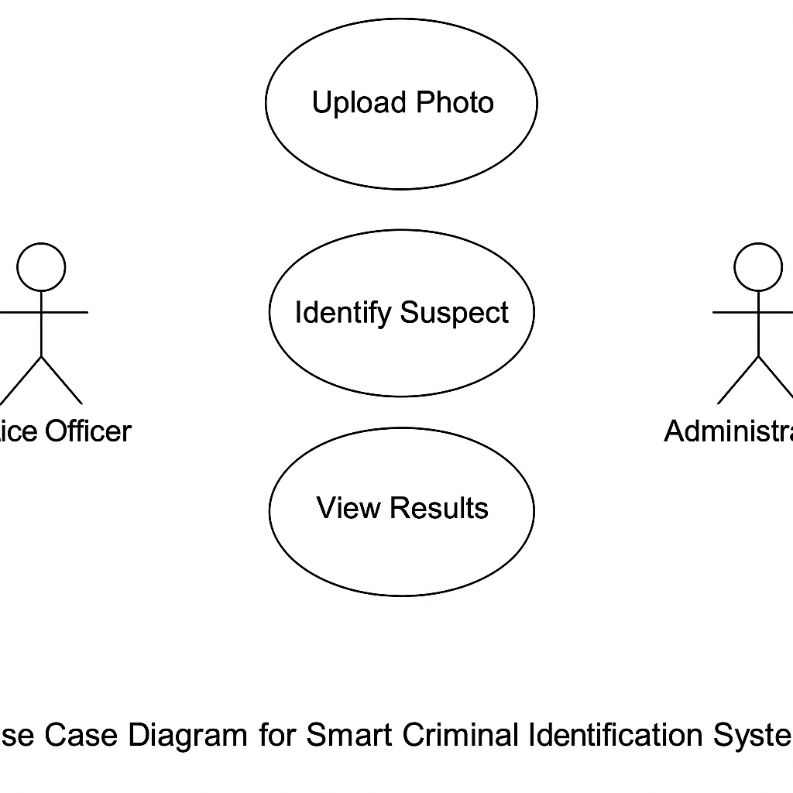 Upload Photo
Identify Suspect
ice Officer
Administra
View Results
se Case Diagram for Smart Criminal Identification Syste